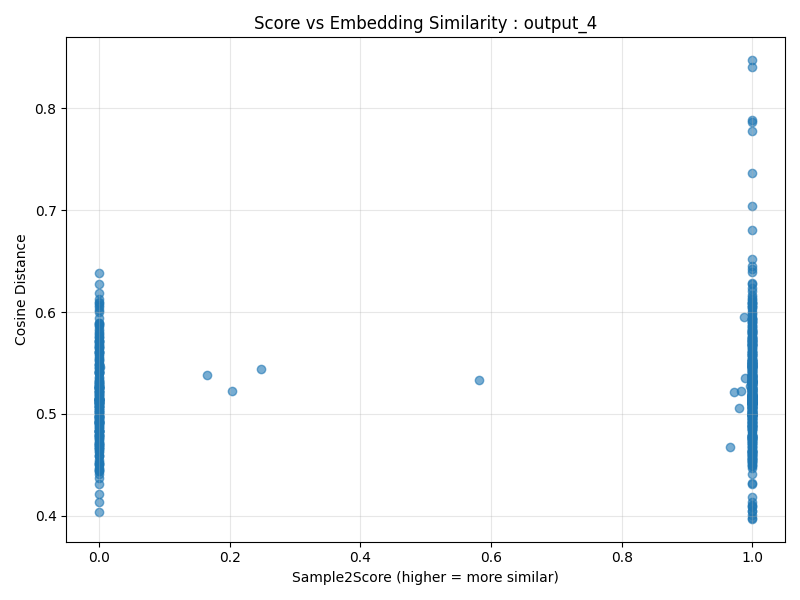 Score vs Embedding Similarity : output_4
0.8
0.7
0.6
0.5
0.4
Cosine Distance
0.0 0.2 0.4 0.6 0.8 1.0
Sample2Score (higher = more similar)